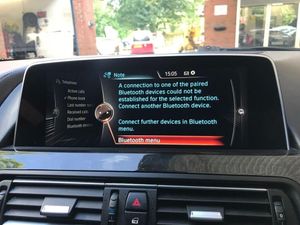 Note
15:05
Telephone
Active calls
Phone book
Last number
Received calls
Dial number
Bluetooth menu
A connection to one of the paired
Bluetooth devices could not be
established for the selected function.
Connect another Bluetooth device.
Connect further devices in Bluetooth
menu.
Bluetooth menu